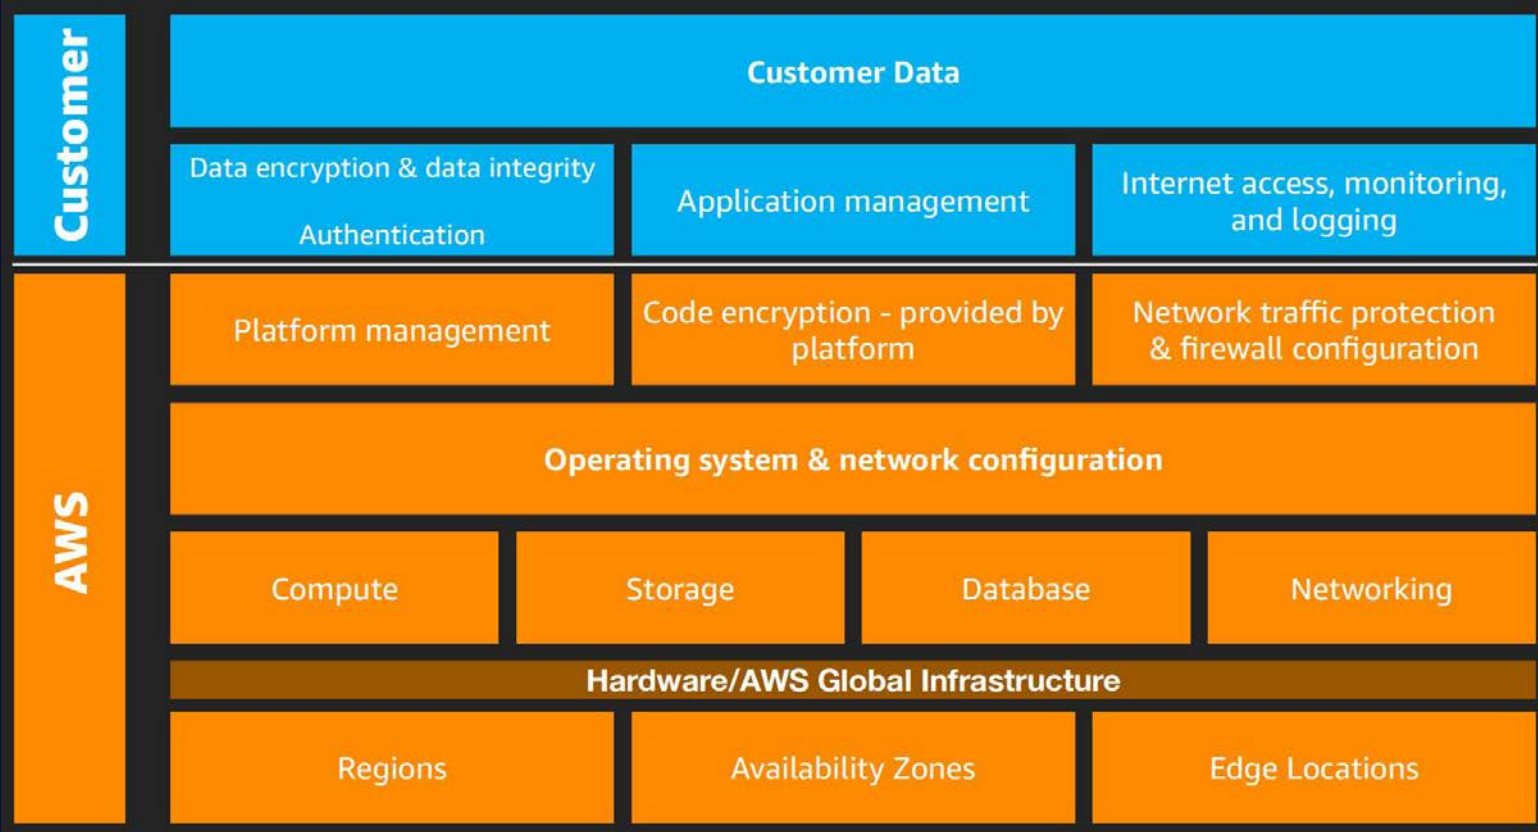 Customer
Customer Data
Data encryption & data integrity
Authentication
Application management
Internet access, monitoring,
and logging
AWS
Platform management
Code encryption - provided by
platform
Network traffic protection
& firewall configuration
Operating system & network configuration
Compute
Storage
Database
Networking
Hardware/AWS Global Infrastructure
Regions
Availability Zones
Edge Locations